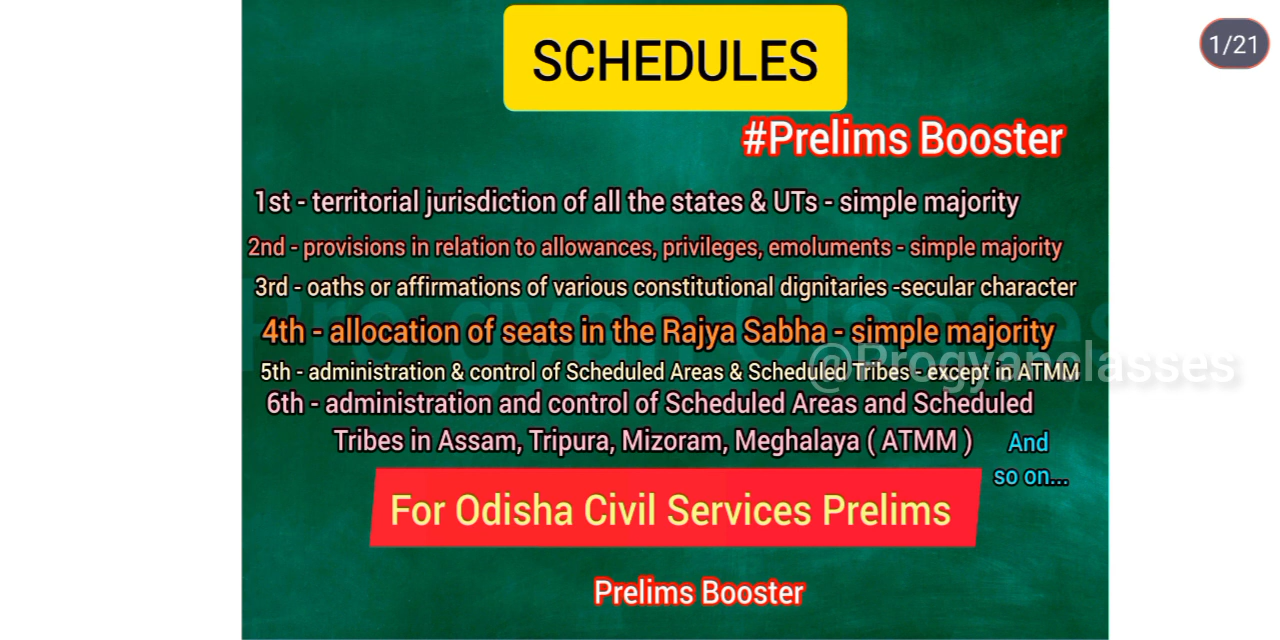 SCHEDULES
1/21
#Prelims Booster
1st - territorial jurisdiction of all the states & UTs - simple majority
2nd - provisions in relation to allowances, privileges, emoluments - simple majority
3rd - oaths or affirmations of various constitutional dignitaries -secular character
4th - allocation of seats in the Rajya Sabha - simple majority
@Progyanclasses
5th - administration & control of Scheduled Areas & Scheduled Tribes - except in ATMM
6th - administration and control of Scheduled Areas and Scheduled
Tribes in Assam, Tripura, Mizoram, Meghalaya ( ATMM )
And
so on...
For Odisha Civil Services Prelims
Prelims Booster
Pro gyan Classes